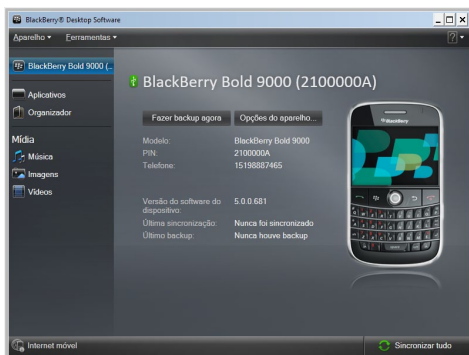 BlackBerry® Desktop Software
Aparelho Ferramentas ?
BlackBerry Bold 9000 (...
Aplicativos
Organizador
Mídia
Música
Imagens
Vídeos
BlackBerry Bold 9000 (2100000A)
Fazer backup agora Opções do aparelho...
Modelo: BlackBerry Bold 9000
PIN: 2100000A
Telefone: 15198887465
Versão do software do dispositivo: 5.0.0.681
Última sincronização: Nunca foi sincronizado
Último backup: Nunca houve backup
BlackBerry
Internet móvel Sincronizar tudo